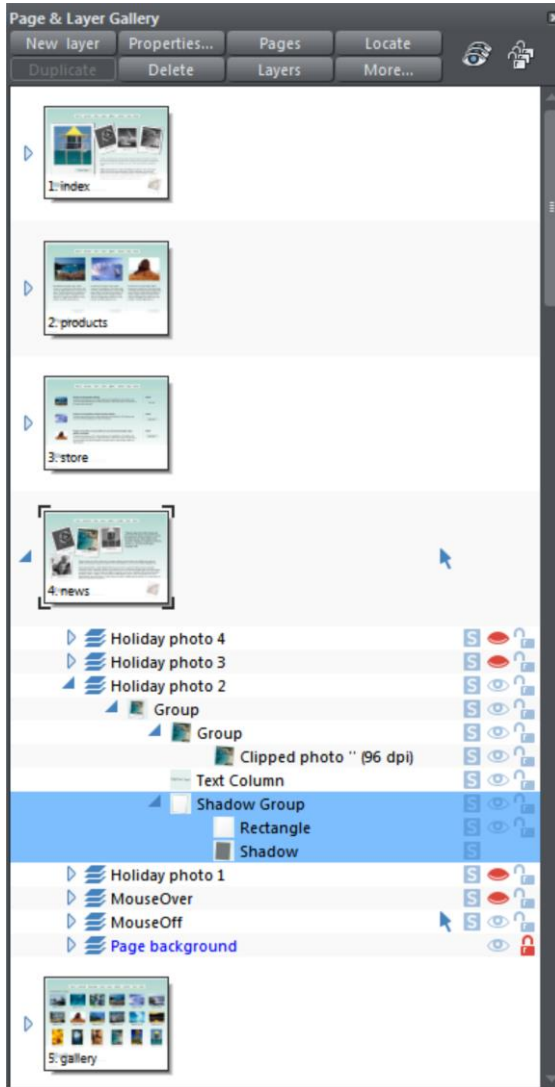 Page & Layer Gallery
New layer Properties... Pages Locate
Duplicate Delete Layers More...
1. index
2. products
3. store
4. news
Holiday photo 4 S
Holiday photo 3 S
Holiday photo 2 S
Group S
Group S
Clipped photo '' (96 dpi) S
Text Column S
Shadow Group S
Rectangle S
Shadow S
Holiday photo 1 S
MouseOver S
MouseOff S
Page background
5. gallery